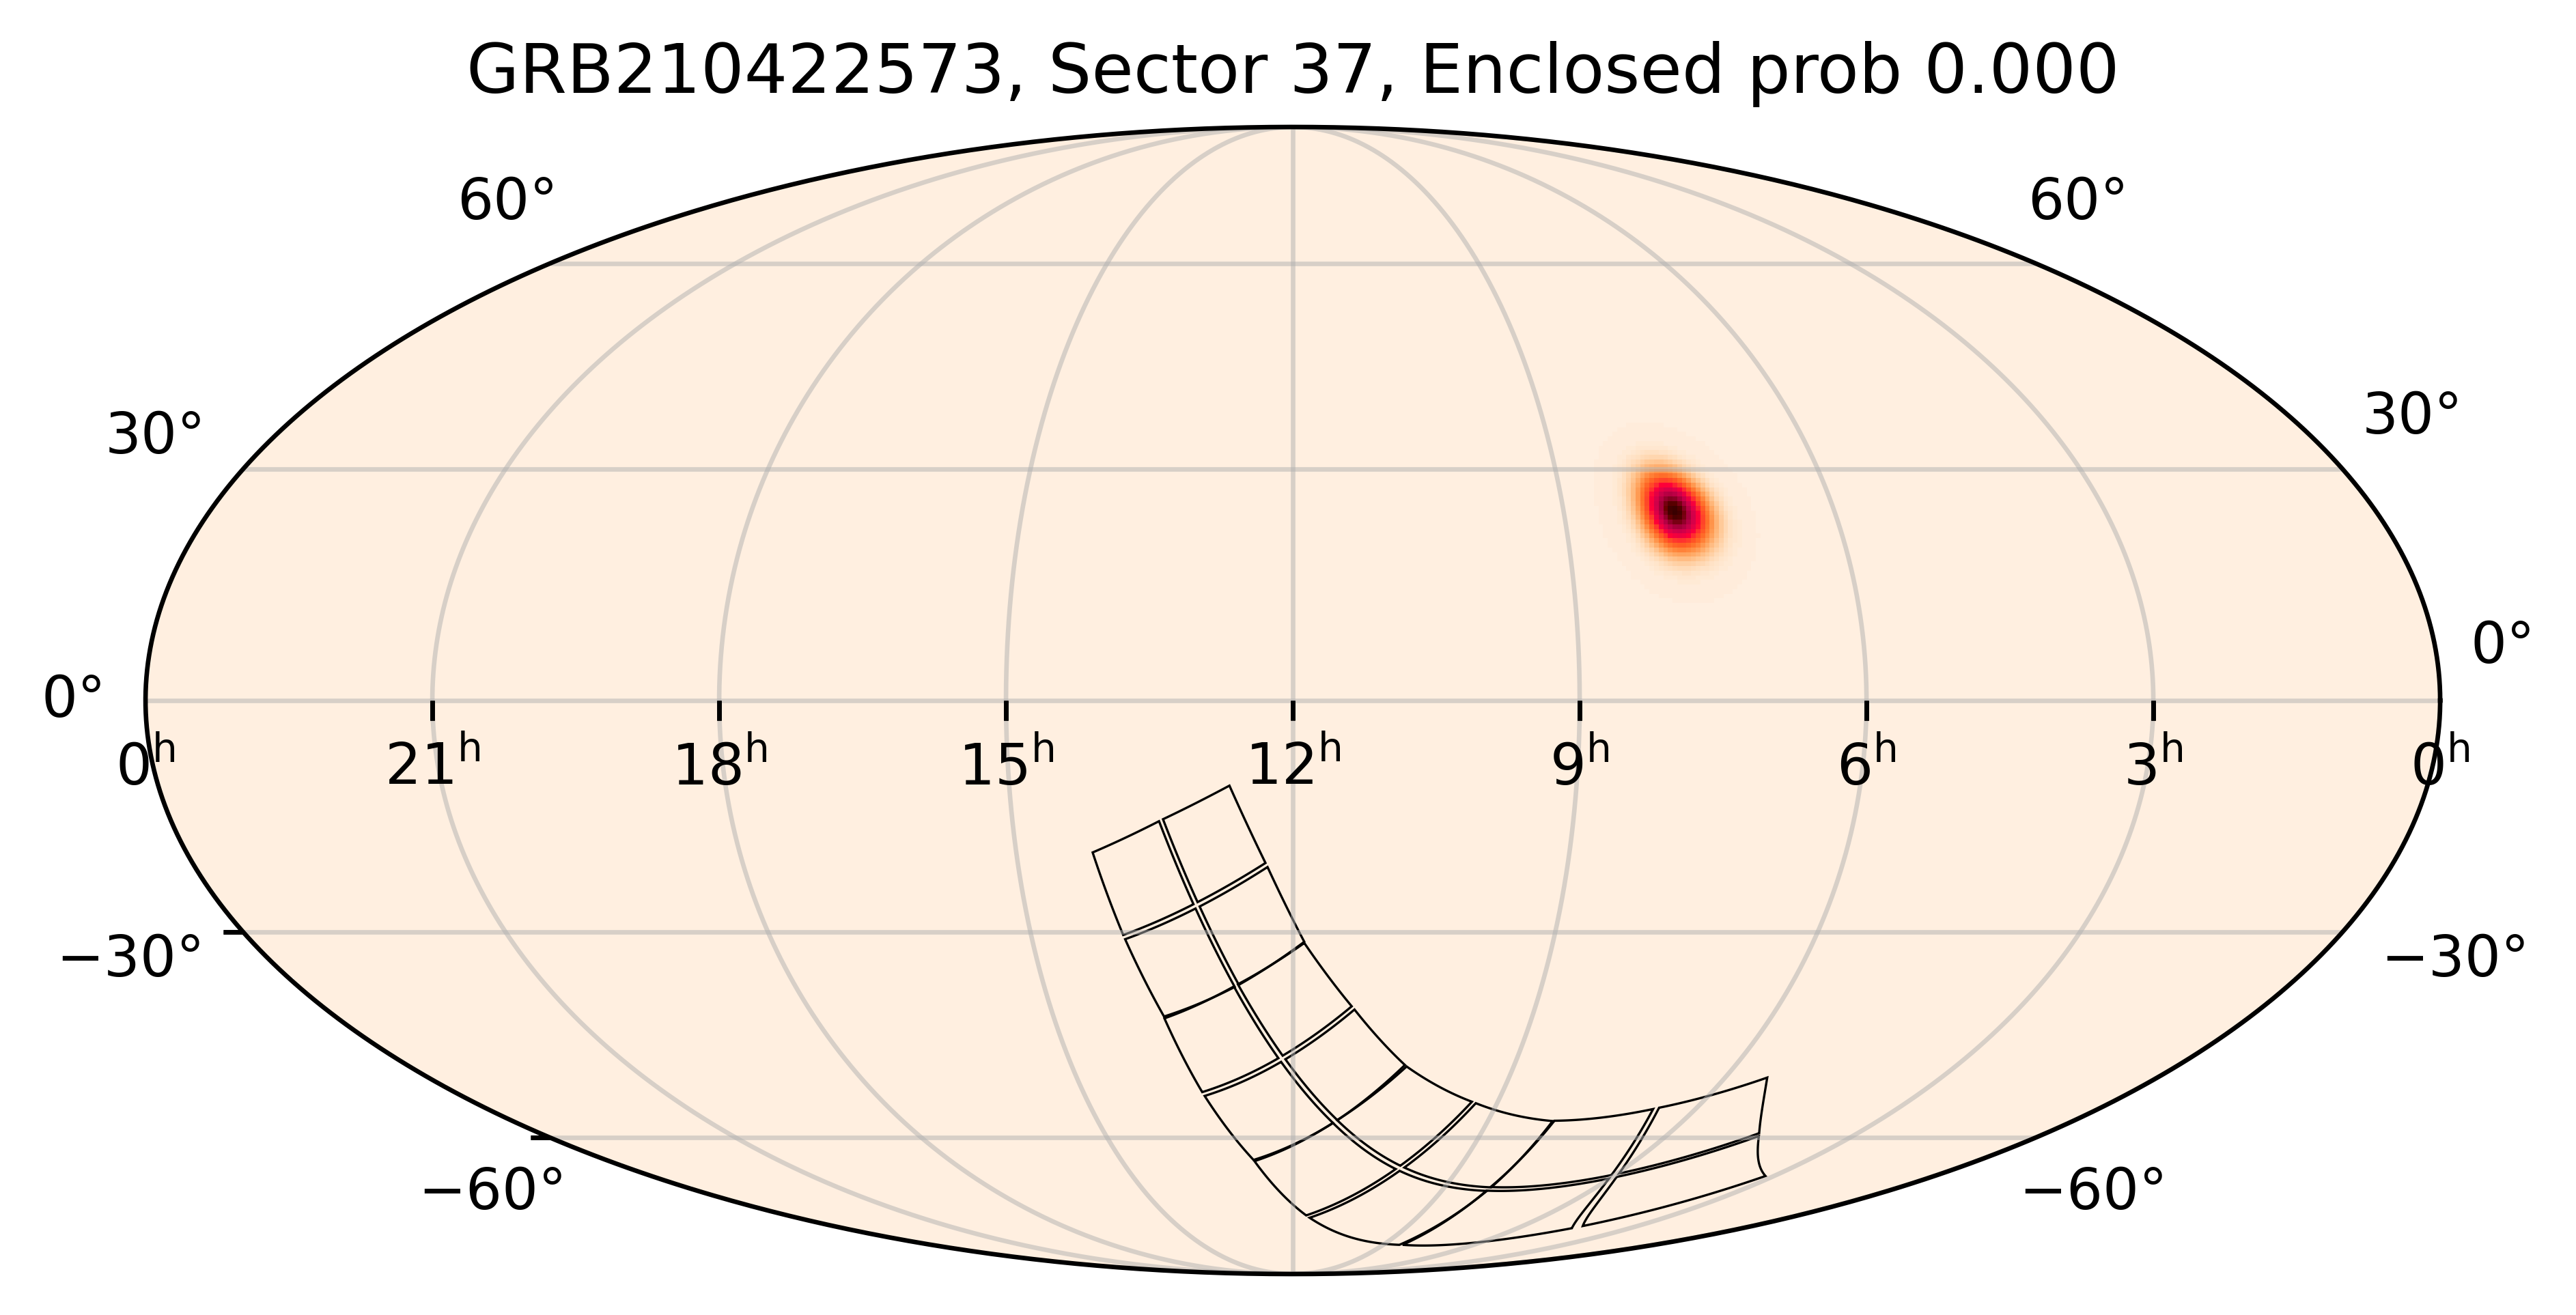 GRB210422573, Sector 37, Enclosed prob 0.000
60° 60°
30° 30°
0° 0°
0ʰ 21ʰ 18ʰ 15ʰ 12ʰ 9ʰ 6ʰ 3ʰ 0ʰ
−30° −30°
−60° −60°